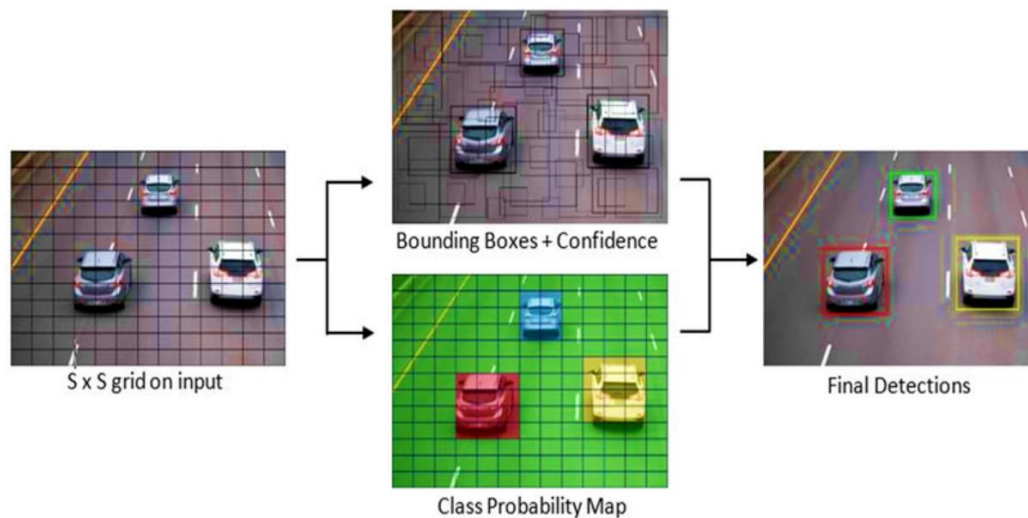 Bounding Boxes + Confidence
S x S grid on input
Final Detections
Class Probability Map